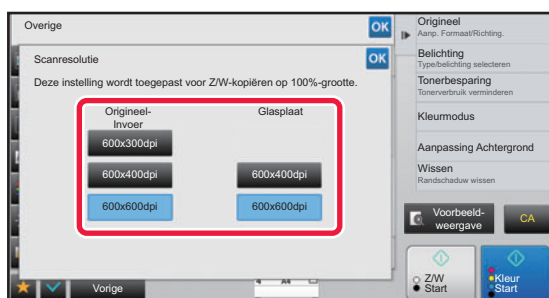 Overige
OK
Scanresolutie
OK
Deze instelling wordt toegepast voor Z/W-kopiëren op 100%-grootte.
Origineel-
Invoer
Glasplaat
600x300dpi
600x400dpi
600x400dpi
600x600dpi
600x600dpi
Vorige
Origineel
Aanp. Formaat/Richting.
Belichting
Type/belichting selecteren
Tonerbesparing
Tonerverbruik verminderen
Kleurmodus
Aanpassing Achtergrond
Wissen
Randschaduw wissen
Voorbeeld-
weergave
CA
Z/W
Start
Kleur
Start